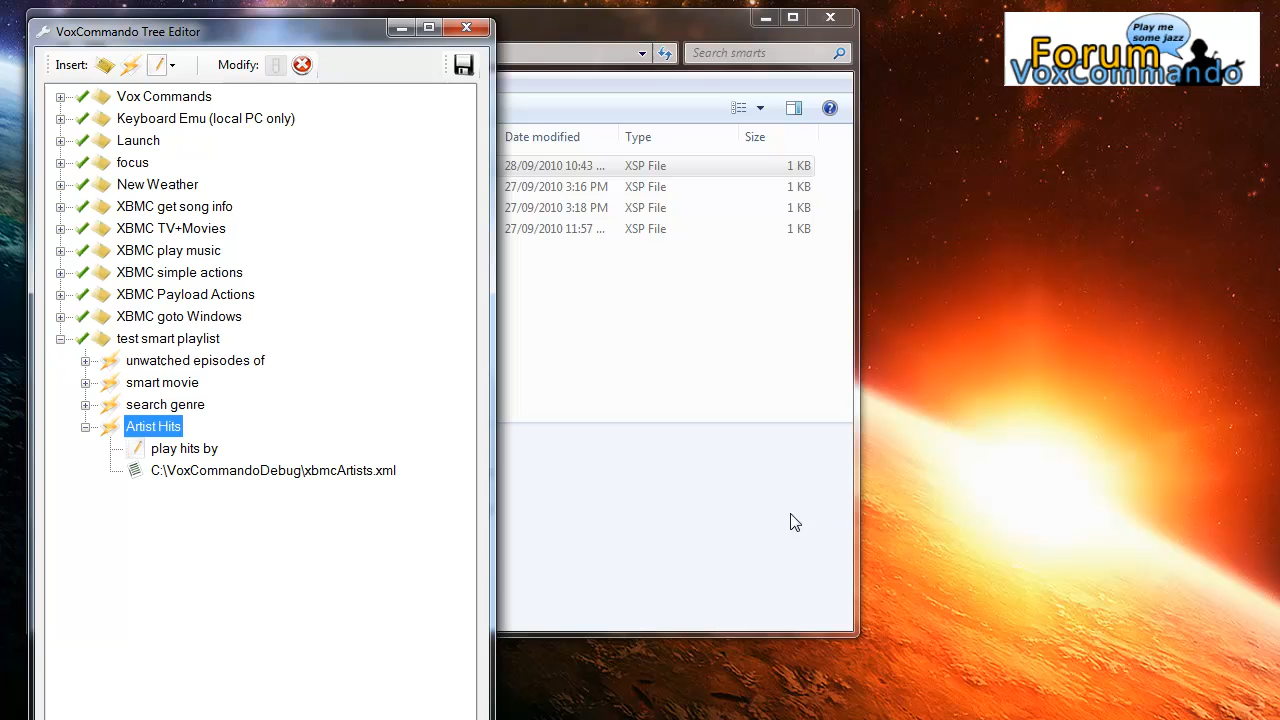 VoxCommando Tree Editor
Insert:
Modify:
Vox Commands
Keyboard Emu (local PC only)
Launch
focus
New Weather
XBMC get song info
XBMC TV+Movies
XBMC play music
XBMC simple actions
XBMC Payload Actions
XBMC goto Windows
test smart playlist
unwatched episodes of
smart movie
search genre
Artist Hits
play hits by
C:\VoxCommandoDebug\xbmcArtists.xml
Search smarts
Date modified Type Size
28/09/2010 10:43 ... XSP File 1 KB
27/09/2010 3:16 PM XSP File 1 KB
27/09/2010 3:18 PM XSP File 1 KB
27/09/2010 11:57 ... XSP File 1 KB
Play me
some jazz
Forum
VoxCommando